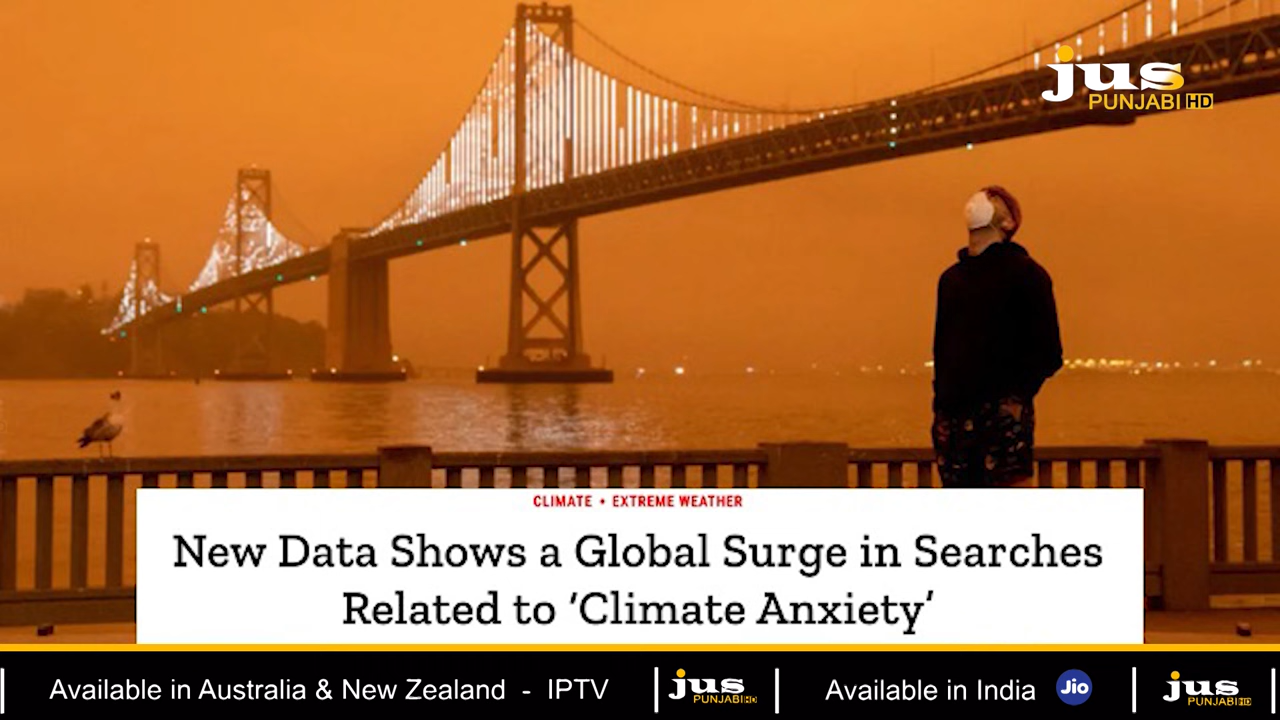 jus
PUNJABI HD
CLIMATE • EXTREME WEATHER
New Data Shows a Global Surge in Searches
Related to ‘Climate Anxiety’
Available in Australia & New Zealand - IPTV
jus
PUNJABI HD
Available in India Jio
jus
PUNJABI HD